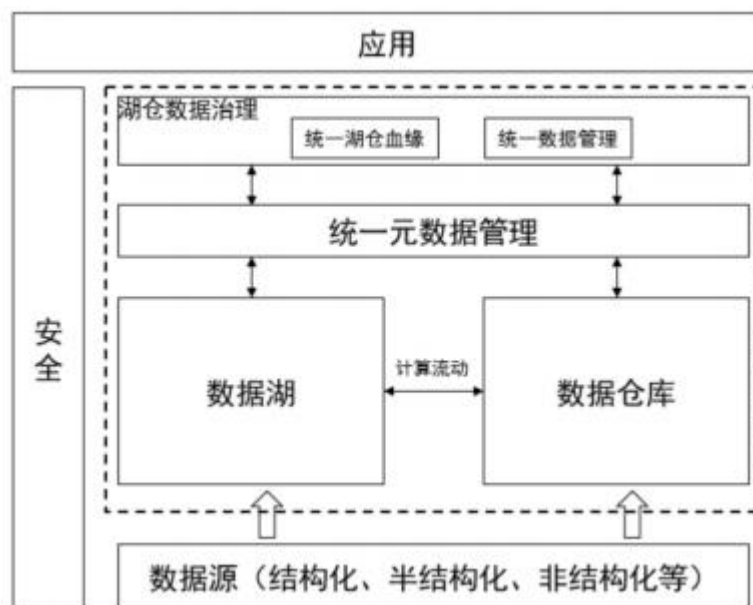 应用
湖仓数据治理
统一湖仓血缘
统一数据管理
统一元数据管理
安全
数据湖
计算流动
数据仓库
数据源（结构化、半结构化、非结构化等）